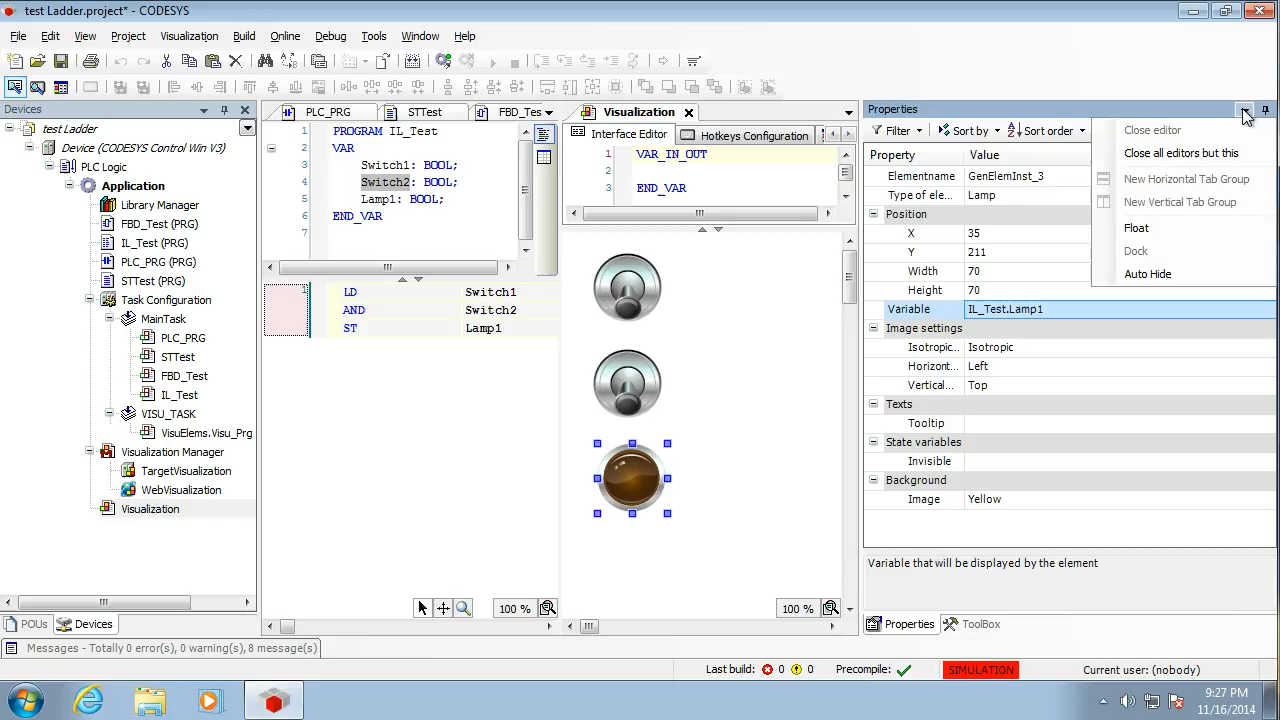 test Ladder.project* - CODESYS
File Edit View Project Visualization Build Online Debug Tools Window Help
Devices
test Ladder
Device (CODESYS Control Win V3)
PLC Logic
Application
Library Manager
FBD_Test (PRG)
IL_Test (PRG)
PLC_PRG (PRG)
STTest (PRG)
Task Configuration
MainTask
PLC_PRG
STTest
FBD_Test
IL_Test
VISU_TASK
VisuElems.Visu_Prg
Visualization Manager
TargetVisualization
WebVisualization
Visualization
POUs Devices
PLC_PRG STTest FBD_Tes
1 PROGRAM IL_Test
2 VAR
3 Switch1: BOOL;
4 Switch2: BOOL;
5 Lamp1: BOOL;
6 END_VAR
7
1
LD Switch1
AND Switch2
ST Lamp1
100 %
Visualization
Interface Editor Hotkeys Configuration
1 VAR_IN_OUT
2
3 END_VAR
100 %
Properties
Filter Sort by Sort order
Property Value
Elementname GenElemInst_3
Type of ele... Lamp
Position
X 35
Y 211
Width 70
Height 70
Variable IL_Test.Lamp1
Image settings
Isotropic... Isotropic
Horizont... Left
Vertical... Top
Texts
Tooltip
State variables
Invisible
Background
Image Yellow
Variable that will be displayed by the element
Properties ToolBox
Close editor
Close all editors but this
New Horizontal Tab Group
New Vertical Tab Group
Float
Dock
Auto Hide
Messages - Totally 0 error(s), 0 warning(s), 8 message(s)
Last build: 0 0 Precompile: SIMULATION Current user: (nobody)
9:27 PM
11/16/2014